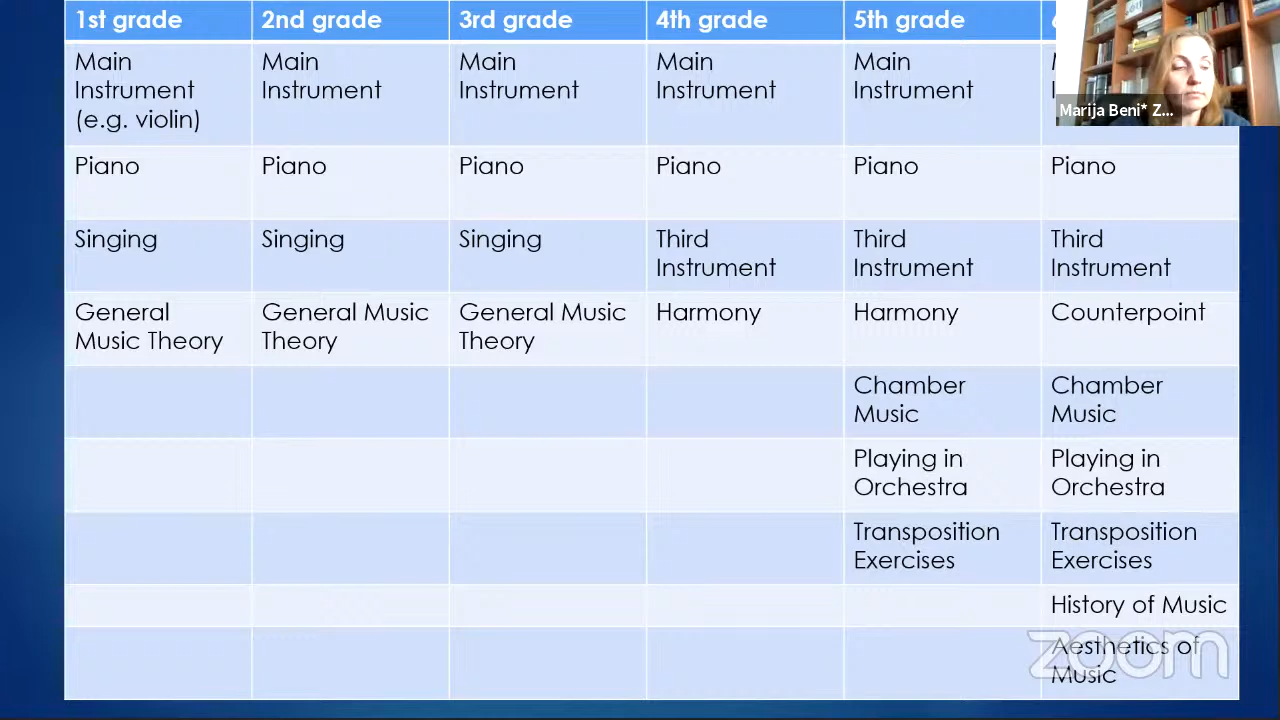 1st grade
2nd grade
3rd grade
4th grade
5th grade
Main
Instrument
(e.g. violin)
Main
Instrument
Main
Instrument
Main
Instrument
Main
Instrument
Marija Beni* Z...
Piano
Piano
Piano
Piano
Piano
Piano
Singing
Singing
Singing
Third
Instrument
Third
Instrument
Third
Instrument
General
Music Theory
General Music
Theory
General Music
Theory
Harmony
Harmony
Counterpoint
Chamber
Music
Chamber
Music
Playing in
Orchestra
Playing in
Orchestra
Transposition
Exercises
Transposition
Exercises
History of Music
Aesthetics of
Music
zoom